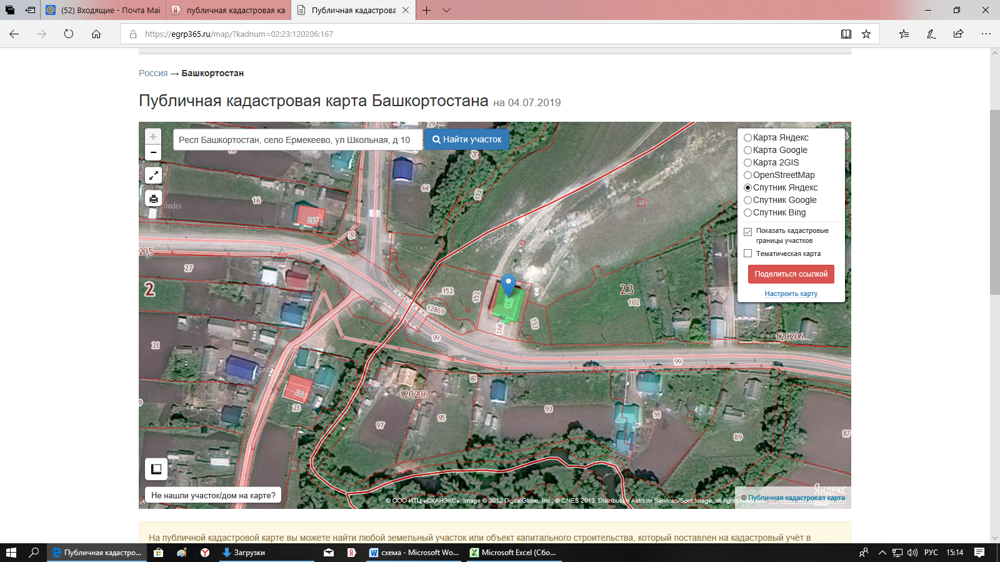 (52) Входящие - Почта Mai
публичная кадастровая ка
Публичная кадастрова
https://egrp365.ru/map/?kadnum=02:23:120206:167
Россия → Башкортостан
Публичная кадастровая карта Башкортостана на 04.07.2019
+
Респ Башкортостан, село Ермекеево, ул Школьная, д 10
Найти участок
−
Карта Яндекс
Карта Google
Карта 2GIS
OpenStreetMap
Спутник Яндекс
Спутник Google
Спутник Bing
Показать кадастровые
границы участков
Тематическая карта
Поделиться ссылкой
Настроить карту
29
64
112
16
Yandex
265
96
205
27
2
152
152
167
23
102
12869
168
153
99
120206
21
99
264
23
95
120206
93
91
97
95
89
87
9
Не нашли участок/дом на карте?
Яндекс
© ООО ИТЦ «СКАНЭКС», Image © 2012 DigitalGlobe, Inc., © CNES 2013, Distribution Astrium Services/Spot Image, all rights reserved
© Публичная кадастровая карта
На публичной кадастровой карте вы можете найти любой земельный участок или объект капитального строительства, который поставлен на кадастровый учёт в
Публичная кадастро...
Загрузки
схема - Microsoft Wo...
Microsoft Excel (Сбо...
РУС
15:14